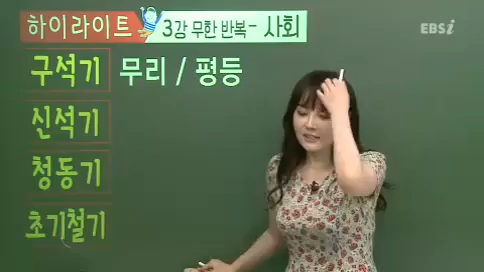 하이라이트 3강 무한 반복- 사회
EBSi
구석기 무리 / 평등
신석기
청동기
초기철기